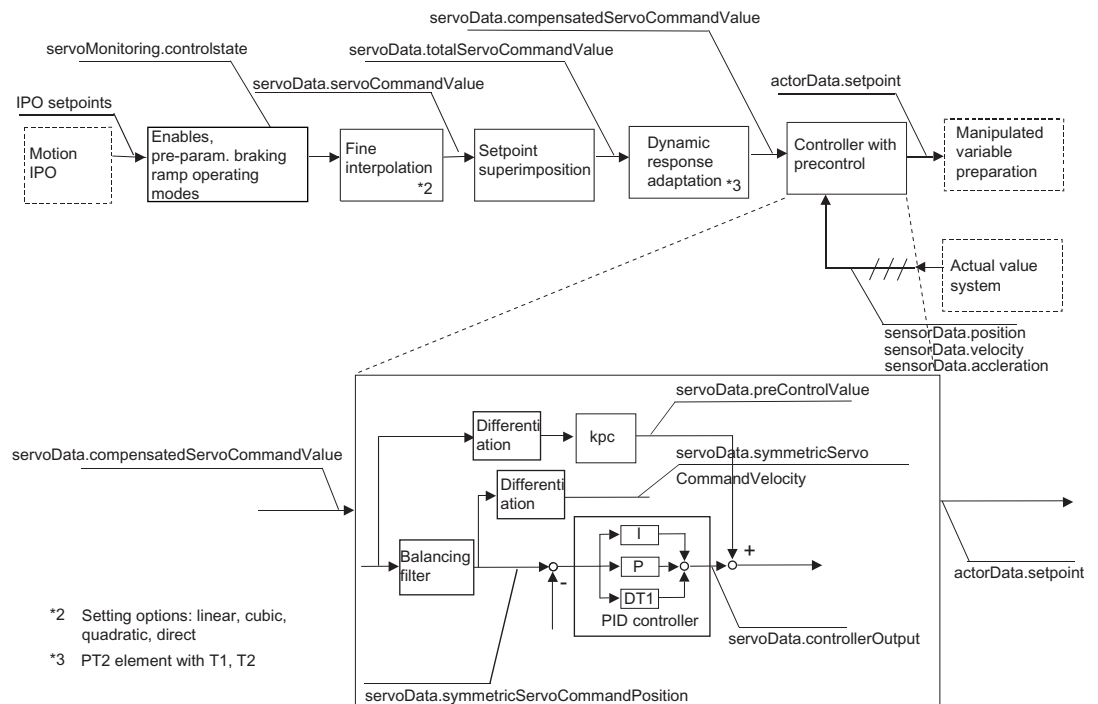 servoData.compensatedServoCommandValue
servoMonitoring.controlstate
servoData.totalServoCommandValue
servoData.servoCommandValue
actorData.setpoint
IPO setpoints
Motion
IPO
Enables,
pre-param. braking
ramp operating
modes
Fine
interpolation
*2
Setpoint
superimposition
Dynamic
response
adaptation *3
Controller with
precontrol
Manipulated
variable
preparation
Actual value
system
sensorData.position
sensorData.velocity
sensorData.accleration
servoData.preControlValue
Differenti
ation
kpc
servoData.compensatedServoCommandValue
servoData.symmetricServo
CommandVelocity
Differenti
ation
Balancing
filter
I
P
DT1
PID controller
-
+
actorData.setpoint
servoData.controllerOutput
*2 Setting options: linear, cubic,
quadratic, direct
*3 PT2 element with T1, T2
servoData.symmetricServoCommandPosition